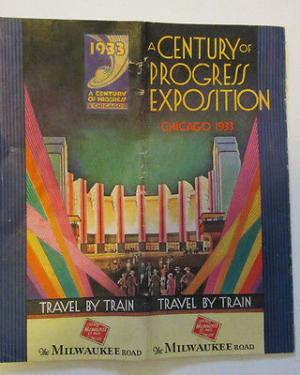 1933
A CENTURY
OF PROGRESS
CHICAGO
TRAVEL BY TRAIN
The MILWAUKEE ROAD
A CENTURY OF
PROGRESS
EXPOSITION
CHICAGO 1933
TRAVEL BY TRAIN
The MILWAUKEE ROAD